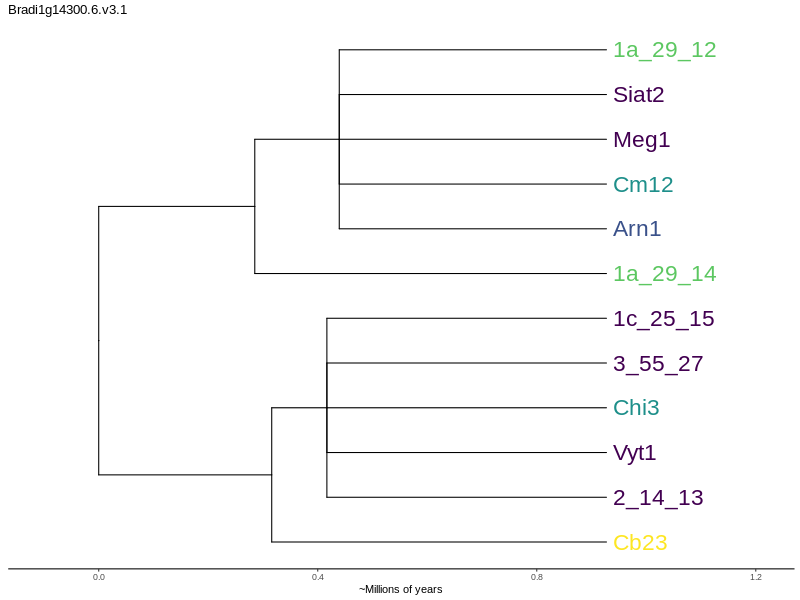 Bradi1g14300.6.v3.1
1a_29_12
Siat2
Meg1
Cm12
Arn1
1a_29_14
1c_25_15
3_55_27
Chi3
Vyt1
2_14_13
Cb23
0.0 0.4 0.8 1.2
~Millions of years